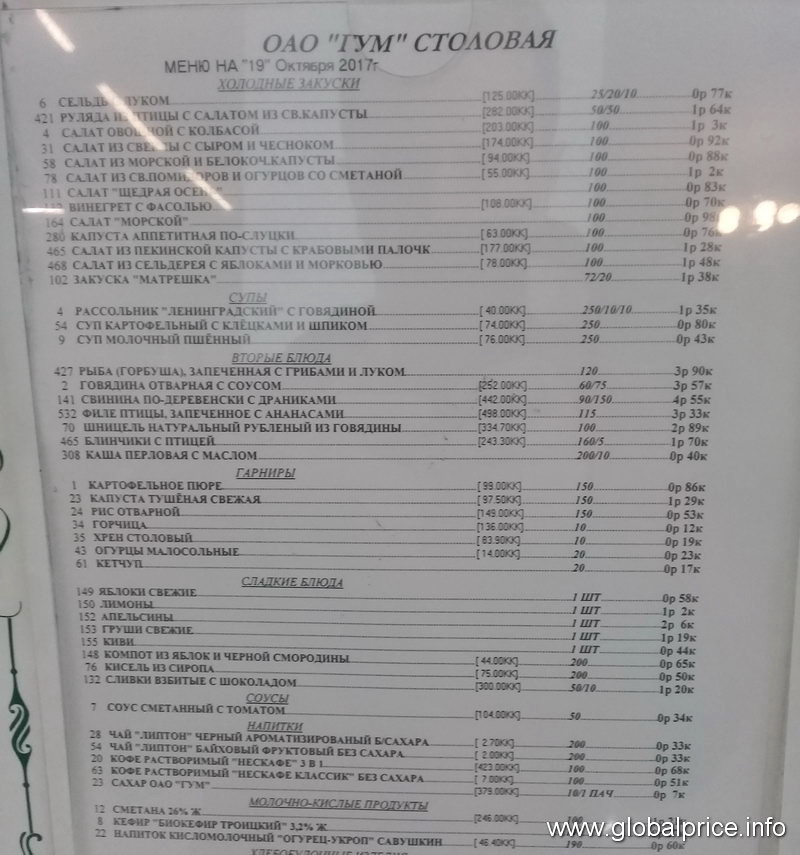 ОАО "ГУМ" СТОЛОВАЯ
МЕНЮ НА "19" Октября 2017г
ХОЛОДНЫЕ ЗАКУСКИ
6 СЕЛЬДЬ С ЛУКОМ [125.00КК] 25/20/10 0р 77к
421 РУЛЯДА ИЗ ПТИЦЫ С САЛАТОМ ИЗ СВ.КАПУСТЫ [282.00КК] 50/50 1р 64к
4 САЛАТ ОВОЩНОЙ С КОЛБАСОЙ [203.00КК] 100 1р 3к
31 САЛАТ ИЗ СВЕКЛЫ С СЫРОМ И ЧЕСНОКОМ [174.00КК] 100 0р 92к
58 САЛАТ ИЗ МОРСКОЙ И БЕЛОКОЧ.КАПУСТЫ [ 94.00КК] 100 0р 88к
78 САЛАТ ИЗ СВ.ПОМИДОРОВ И ОГУРЦОВ СО СМЕТАНОЙ [ 55.00КК] 100 1р 2к
111 САЛАТ "ЩЕДРАЯ ОСЕНЬ" 100 0р 83к
ВИНЕГРЕТ С ФАСОЛЬЮ [108.00КК] 100 0р 70к
164 САЛАТ "МОРСКОЙ" 100 0р
280 КАПУСТА АППЕТИТНАЯ ПО-СЛУЦКИ [ 63.00КК] 100 0р 76к
465 САЛАТ ИЗ ПЕКИНСКОЙ КАПУСТЫ С КРАБОВЫМИ ПАЛОЧК [177.00КК] 100 1р 28к
468 САЛАТ ИЗ СЕЛЬДЕРЕЯ С ЯБЛОКАМИ И МОРКОВЬЮ [ 78.00КК] 100 1р 48к
102 ЗАКУСКА "МАТРЕШКА" 72/20 1р 38к
СУПЫ
4 РАССОЛЬНИК "ЛЕНИНГРАДСКИЙ" С ГОВЯДИНОЙ [ 40.00КК] 250/10/10 1р 35к
54 СУП КАРТОФЕЛЬНЫЙ С КЛЁЦКАМИ И ШПИКОМ [ 74.00КК] 250 0р 80к
9 СУП МОЛОЧНЫЙ ПШЁННЫЙ [ 76.00КК] 250 0р 43к
ВТОРЫЕ БЛЮДА
427 РЫБА (ГОРБУША), ЗАПЕЧЕННАЯ С ГРИБАМИ И ЛУКОМ 120 3р 90к
2 ГОВЯДИНА ОТВАРНАЯ С СОУСОМ [252.00КК] 60/75 3р 57к
141 СВИНИНА ПО-ДЕРЕВЕНСКИ С ДРАНИКАМИ [442.00КК] 90/150 4р 55к
532 ФИЛЕ ПТИЦЫ, ЗАПЕЧЕННОЕ С АНАНАСАМИ [498.00КК] 115 3р 33к
70 ШНИЦЕЛЬ НАТУРАЛЬНЫЙ РУБЛЕНЫЙ ИЗ ГОВЯДИНЫ [334.70КК] 100 2р 89к
465 БЛИНЧИКИ С ПТИЦЕЙ [243.30КК] 160/5 1р 70к
308 КАША ПЕРЛОВАЯ С МАСЛОМ 200/10 0р 40к
ГАРНИРЫ
1 КАРТОФЕЛЬНОЕ ПЮРЕ [ 99.00КК] 150 0р 86к
23 КАПУСТА ТУШЁНАЯ СВЕЖАЯ [ 97.50КК] 150 1р 29к
24 РИС ОТВАРНОЙ [149.00КК] 150 0р 53к
34 ГОРЧИЦА [136.00КК] 10 0р 12к
35 ХРЕН СТОЛОВЫЙ [ 63.90КК] 10 0р 19к
43 ОГУРЦЫ МАЛОСОЛЬНЫЕ [ 14.00КК] 20 0р 23к
61 КЕТЧУП 20 0р 17к
СЛАДКИЕ БЛЮДА
149 ЯБЛОКИ СВЕЖИЕ 1 ШТ 0р 58к
150 ЛИМОНЫ 1 ШТ 1р 2к
152 АПЕЛЬСИНЫ 1 ШТ 2р 6к
153 ГРУШИ СВЕЖИЕ 1 ШТ 1р 19к
155 КИВИ 1 ШТ 0р 44к
148 КОМПОТ ИЗ ЯБЛОК И ЧЕРНОЙ СМОРОДИНЫ [ 44.00КК] 200 0р 65к
76 КИСЕЛЬ ИЗ СИРОПА [ 75.00КК] 200 0р 50к
132 СЛИВКИ ВЗБИТЫЕ С ШОКОЛАДОМ [300.00КК] 50/10 1р 20к
СОУСЫ
7 СОУС СМЕТАННЫЙ С ТОМАТОМ [104.00КК] 50 0р 34к
НАПИТКИ
28 ЧАЙ "ЛИПТОН" ЧЕРНЫЙ АРОМАТИЗИРОВАНЫЙ Б/САХАРА [ 2.70КК] 200 0р 33к
54 ЧАЙ "ЛИПТОН" БАЙХОВЫЙ ФРУКТОВЫЙ БЕЗ САХАРА [ 2.00КК] 200 0р 33к
20 КОФЕ РАСТВОРИМЫЙ "НЕСКАФЕ" 3 В 1 [423.00КК] 100 0р 68к
63 КОФЕ РАСТВОРИМЫЙ "НЕСКАФЕ КЛАССИК" БЕЗ САХАРА [ 7.00КК] 100 0р 51к
23 САХАР ОАО "ГУМ" [379.00КК] 10/1 ПАЧ 0р 7к
МОЛОЧНО-КИСЛЫЕ ПРОДУКТЫ
12 СМЕТАНА 26% Ж [246.00КК] 100
8 КЕФИР "БИОКЕФИР ТРОИЦКИЙ" 3,2% Ж
22 НАПИТОК КИСЛОМОЛОЧНЫЙ "ОГУРЕЦ-УКРОП" САВУШКИН [ 46.40КК] 190 0р 60к
ХЛЕБОБУЛОЧНЫЕ ИЗДЕЛИЯ
www.globalprice.info